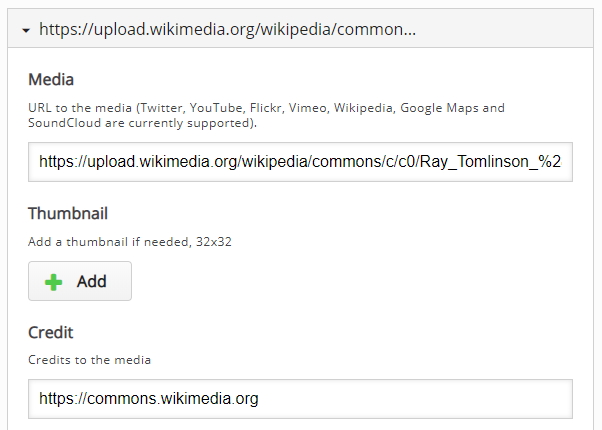 https://upload.wikimedia.org/wikipedia/common...
Media
URL to the media (Twitter, YouTube, Flickr, Vimeo, Wikipedia, Google Maps and
SoundCloud are currently supported).
https://upload.wikimedia.org/wikipedia/commons/c/c0/Ray_Tomlinson_%2
Thumbnail
Add a thumbnail if needed, 32x32
Add
Credit
Credits to the media
https://commons.wikimedia.org